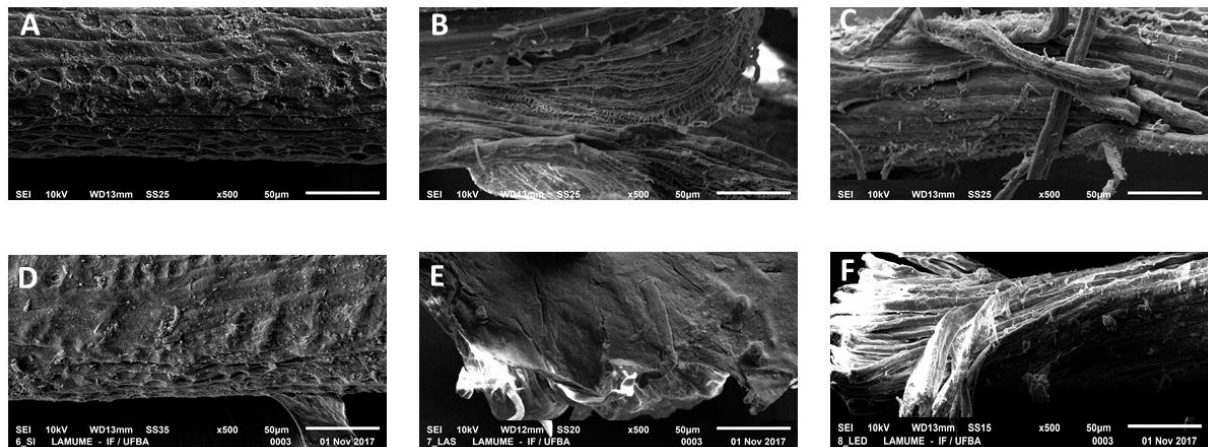 A
SEI 10kV WD13mm SS25 x500 50µm
B
SEI 10kV WD13mm SS25 x500 50µm
C
SEI 10kV WD13mm SS25 x500 50µm
D
SEI 10kV WD13mm SS35 x500 50µm
6_SI LAMUME - IF / UFBA 0003 01 Nov 2017
E
SEI 10kV WD12mm SS20 x500 50µm
7_LAS LAMUME - IF / UFBA 0003 01 Nov 2017
F
SEI 10kV WD13mm SS15 x500 50µm
8_LED LAMUME - IF / UFBA 0003 01 Nov 2017